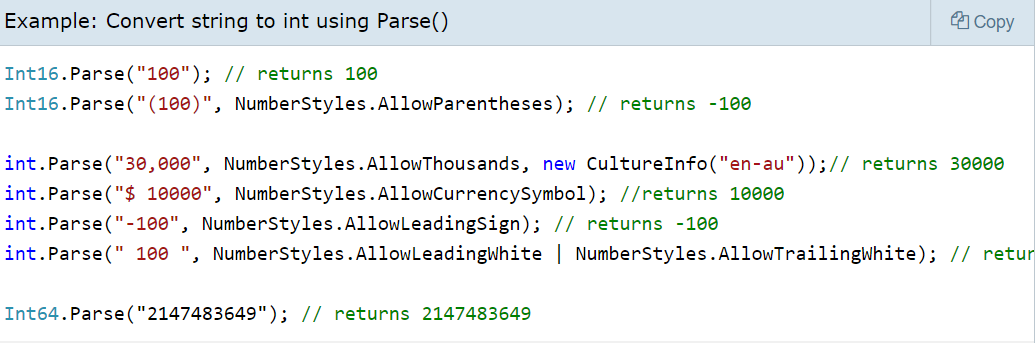 Example: Convert string to int using Parse()
Copy
Int16.Parse("100"); // returns 100
Int16.Parse("(100)", NumberStyles.AllowParentheses); // returns -100
int.Parse("30,000", NumberStyles.AllowThousands, new CultureInfo("en-au"));// returns 30000
int.Parse("$ 10000", NumberStyles.AllowCurrencySymbol); //returns 10000
int.Parse("-100", NumberStyles.AllowLeadingSign); // returns -100
int.Parse(" 100 ", NumberStyles.AllowLeadingWhite | NumberStyles.AllowTrailingWhite); //
Int64.Parse("2147483649"); // returns 2147483649